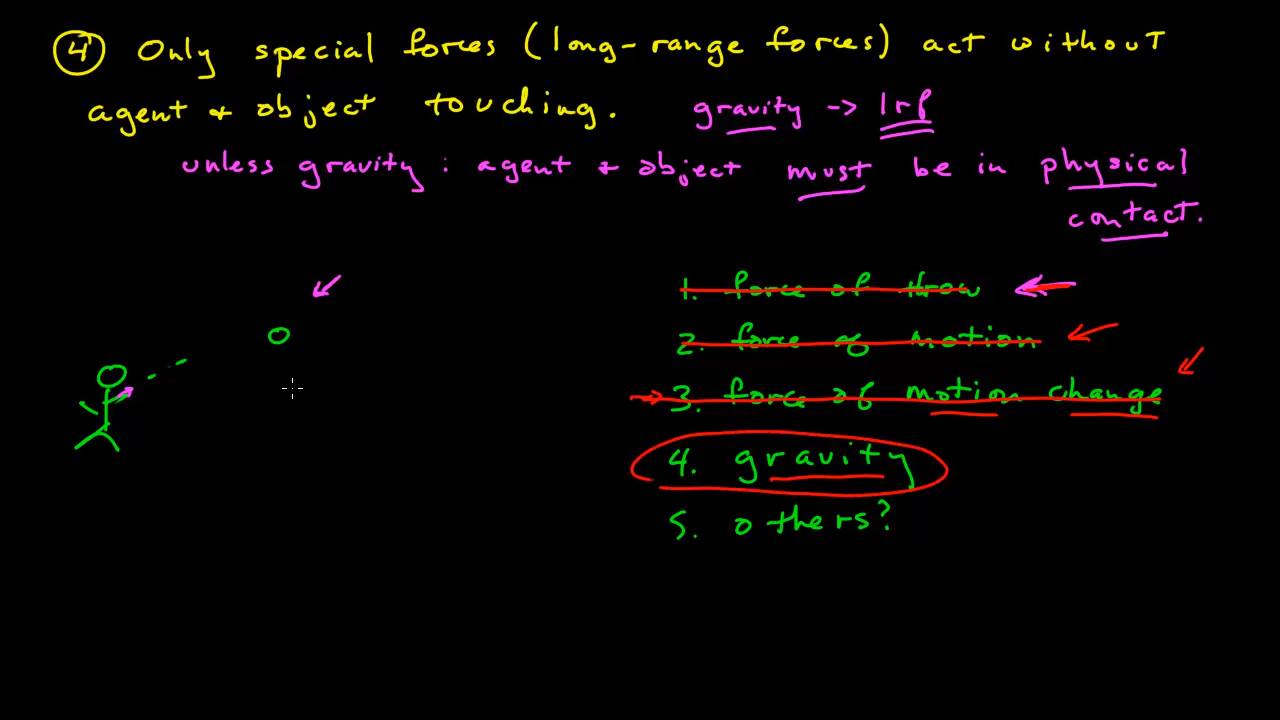 ④ Only special forces (long-range forces) act without
agent & object touching. gravity -> lrf
unless gravity: agent & object must be in physical
contact.
1. force of throw
2. force of motion
3. force of motion change
4. gravity
5. others?